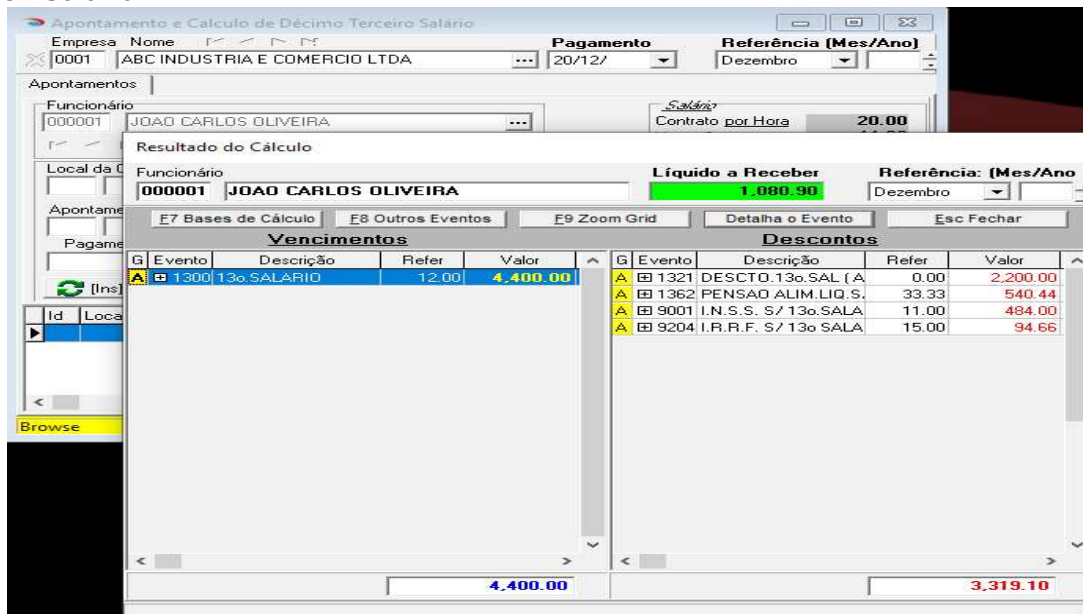 Apontamento e Calculo de Décimo Terceiro Salário
Empresa Nome Pagamento Referência (Mes/Ano)
0001 ABC INDUSTRIA E COMERCIO LTDA ... 20/12/ Dezembro
Apontamentos
Funcionário Salário
000001 JOAO CARLOS OLIVEIRA ... Contrato por Hora 20.00
Resultado do Cálculo
Local da
Funcionário Líquido a Receber Referência: (Mes/Ano
000001 JOAO CARLOS OLIVEIRA 1,080.90 Dezembro
Apontame
F7 Bases de Cálculo F8 Outros Eventos F9 Zoom Grid Detalha o Evento Esc Fechar
Pagame
Vencimentos Descontos
G Evento Descrição Refer Valor G Evento Descrição Refer Valor
A 1300 13o.SALARIO 12.00 4,400.00 A 1321 DESCTO.13o.SAL ( A 0.00 2,200.00
[Ins]
A 1362 PENSAO ALIM.LIQ.S. 33.33 540.44
Id Loca
A 9001 I.N.S.S. S/ 13o.SALA 11.00 484.00
A 9204 I.R.R.F. S/ 13o SALA 15.00 94.66
Browse
4,400.00 3,319.10